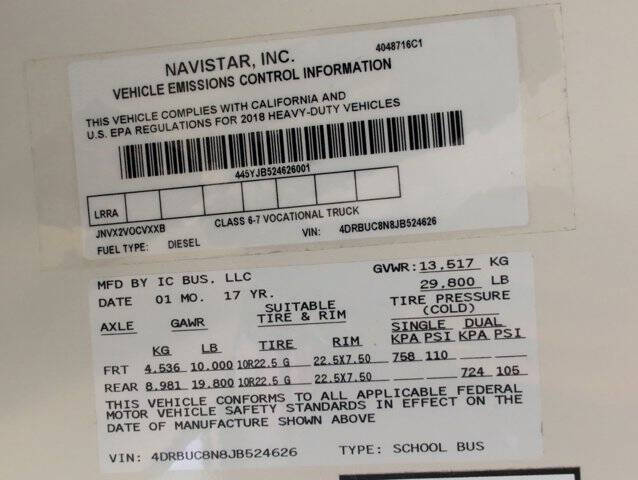 NAVISTAR, INC. 4048716C1
VEHICLE EMISSIONS CONTROL INFORMATION
THIS VEHICLE COMPLIES WITH CALIFORNIA AND
U.S. EPA REGULATIONS FOR 2018 HEAVY-DUTY VEHICLES
445YJB524626001
LRRA
JNVX2VOCVXXB CLASS 6-7 VOCATIONAL TRUCK
FUEL TYPE: DIESEL VIN: 4DRBUC8N8JB524626
MFD BY IC BUS, LLC GVWR: 13,517 KG
DATE 01 MO. 17 YR. 29,800 LB
SUITABLE TIRE PRESSURE
AXLE GAWR TIRE & RIM (COLD)
SINGLE DUAL
KG LB TIRE RIM KPA PSI KPA PSI
FRT 4,536 10,000 10R22.5 G 22.5X7.50 758 110
REAR 8,981 19,800 10R22.5 G 22.5X7.50 724 105
THIS VEHICLE CONFORMS TO ALL APPLICABLE FEDERAL
MOTOR VEHICLE SAFETY STANDARDS IN EFFECT ON THE
DATE OF MANUFACTURE SHOWN ABOVE
VIN: 4DRBUC8N8JB524626 TYPE: SCHOOL BUS